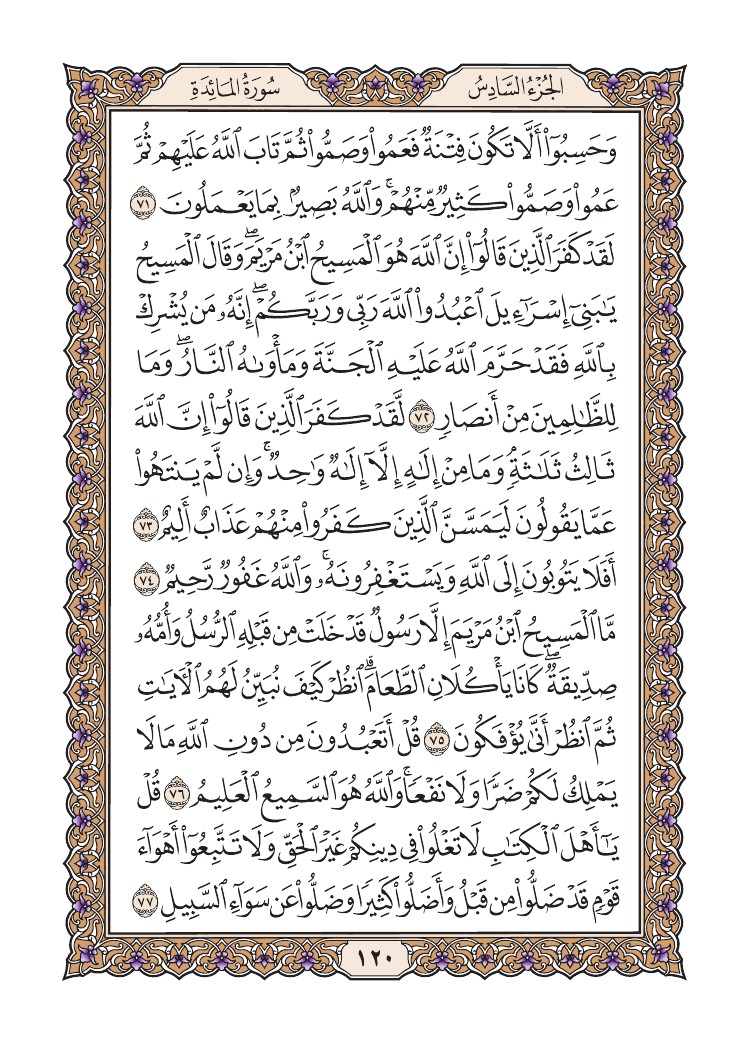 الجُزْءُ السَّادِسُ
سُورَةُ المَائِدَةِ
وَحَسِبُوٓا۟ أَلَّا تَكُونَ فِتْنَةٌ فَعَمُوا۟ وَصَمُّوا۟ ثُمَّ تَابَ ٱللَّهُ عَلَيْهِمْ ثُمَّ
عَمُوا۟ وَصَمُّوا۟ كَثِيرٌ مِّنْهُمْ ۚ وَٱللَّهُ بَصِيرٌۢ بِمَا يَعْمَلُونَ ٧١
لَقَدْ كَفَرَ ٱلَّذِينَ قَالُوٓا۟ إِنَّ ٱللَّهَ هُوَ ٱلْمَسِيحُ ٱبْنُ مَرْيَمَ ۖ وَقَالَ ٱلْمَسِيحُ
يَٰبَنِىٓ إِسْرَٰٓءِيلَ ٱعْبُدُوا۟ ٱللَّهَ رَبِّى وَرَبَّكُمْ ۖ إِنَّهُۥ مَن يُشْرِكْ
بِٱللَّهِ فَقَدْ حَرَّمَ ٱللَّهُ عَلَيْهِ ٱلْجَنَّةَ وَمَأْوَىٰهُ ٱلنَّارُ ۖ وَمَا
لِلظَّٰلِمِينَ مِنْ أَنصَارٍ ٧٢ لَّقَدْ كَفَرَ ٱلَّذِينَ قَالُوٓا۟ إِنَّ ٱللَّهَ
ثَالِثُ ثَلَٰثَةٍ ۘ وَمَا مِنْ إِلَٰهٍ إِلَّآ إِلَٰهٌ وَٰحِدٌ ۚ وَإِن لَّمْ يَنتَهُوا۟
عَمَّا يَقُولُونَ لَيَمَسَّنَّ ٱلَّذِينَ كَفَرُوا۟ مِنْهُمْ عَذَابٌ أَلِيمٌ ٧٣
أَفَلَا يَتُوبُونَ إِلَى ٱللَّهِ وَيَسْتَغْفِرُونَهُۥ ۚ وَٱللَّهُ غَفُورٌ رَّحِيمٌ ٧٤
مَّا ٱلْمَسِيحُ ٱبْنُ مَرْيَمَ إِلَّا رَسُولٌ قَدْ خَلَتْ مِن قَبْلِهِ ٱلرُّسُلُ وَأُمُّهُۥ
صِدِّيقَةٌ ۖ كَانَا يَأْكُلَانِ ٱلطَّعَامَ ۗ ٱنظُرْ كَيْفَ نُبَيِّنُ لَهُمُ ٱلْءَايَٰتِ
ثُمَّ ٱنظُرْ أَنَّىٰ يُؤْفَكُونَ ٧٥ قُلْ أَتَعْبُدُونَ مِن دُونِ ٱللَّهِ مَا لَا
يَمْلِكُ لَكُمْ ضَرًّا وَلَا نَفْعًا ۚ وَٱللَّهُ هُوَ ٱلسَّمِيعُ ٱلْعَلِيمُ ٧٦ قُلْ
يَٰٓأَهْلَ ٱلْكِتَٰبِ لَا تَغْلُوا۟ فِى دِينِكُمْ غَيْرَ ٱلْحَقِّ وَلَا تَتَّبِعُوٓا۟ أَهْوَآءَ
قَوْمٍ قَدْ ضَلُّوا۟ مِن قَبْلُ وَأَضَلُّوا۟ كَثِيرًا وَضَلُّوا۟ عَن سَوَآءِ ٱلسَّبِيلِ ٧٧
١٢٠